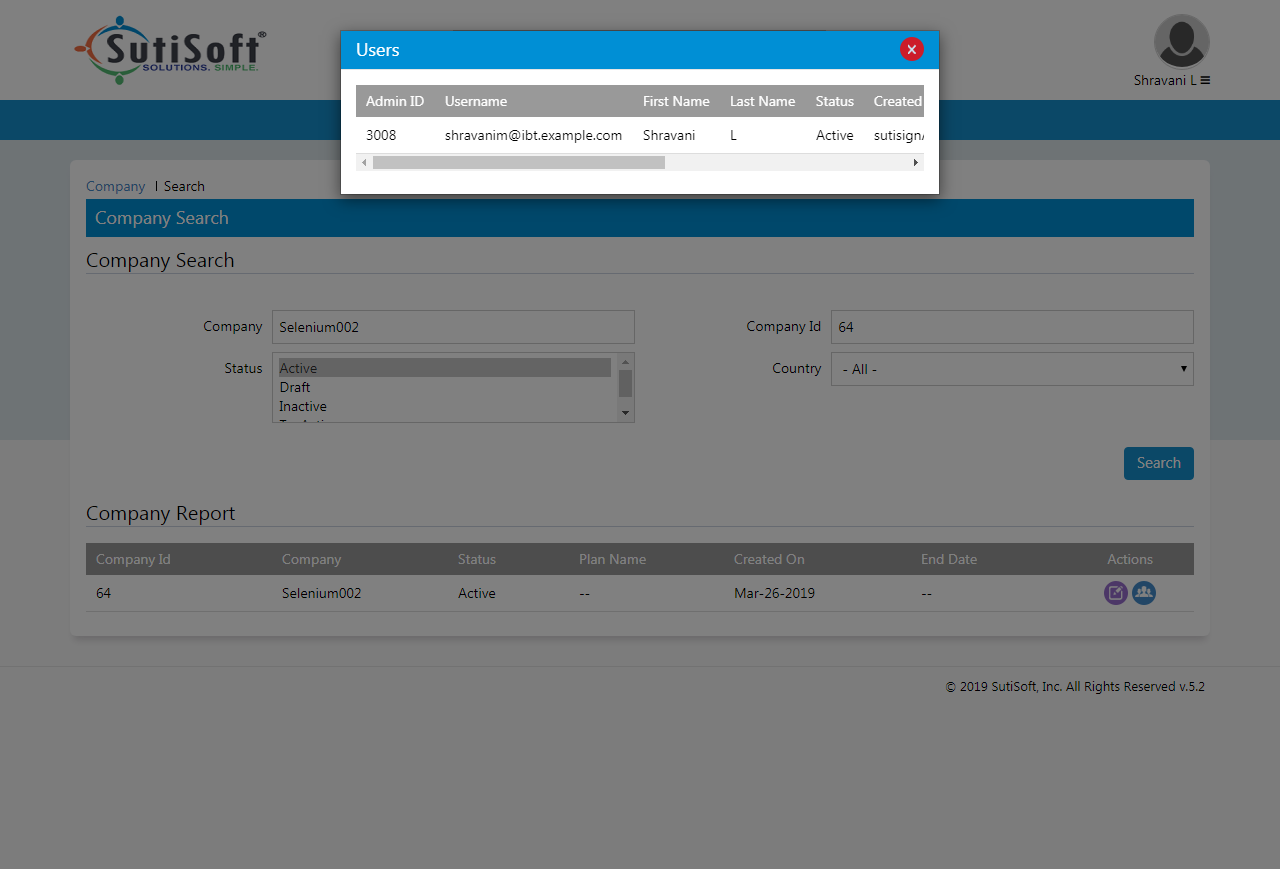 SutiSoft®
SOLUTIONS. SIMPLE.
Shravani L
Users
Admin ID Username First Name Last Name Status Created
3008 shravanim@ibt.example.com Shravani L Active sutisign
Company | Search
Company Search
Company Search
Company Selenium002 Company Id 64
Status Active Country - All -
Draft
Inactive
Search
Company Report
Company Id Company Status Plan Name Created On End Date Actions
64 Selenium002 Active -- Mar-26-2019 --
© 2019 SutiSoft, Inc. All Rights Reserved v.5.2